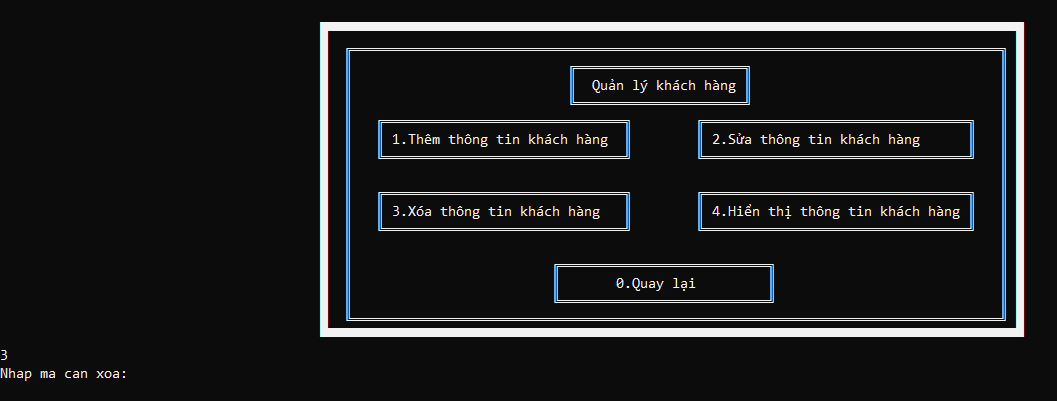 Quản lý khách hàng
1.Thêm thông tin khách hàng
2.Sửa thông tin khách hàng
3.Xóa thông tin khách hàng
4.Hiển thị thông tin khách hàng
0.Quay lại
3
Nhap ma can xoa: